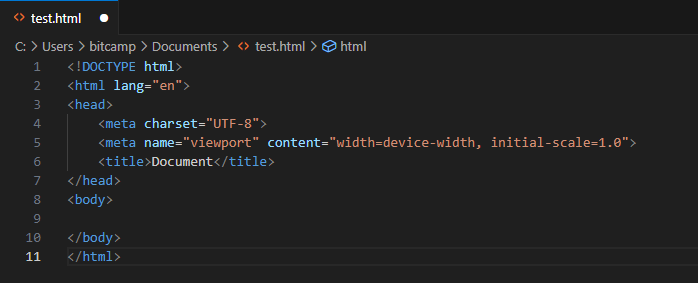 test.html
C: > Users > bitcamp > Documents > test.html > html
1 <!DOCTYPE html>
2 <html lang="en">
3 <head>
4     <meta charset="UTF-8">
5     <meta name="viewport" content="width=device-width, initial-scale=1.0">
6     <title>Document</title>
7 </head>
8 <body>
9
10 </body>
11 </html>